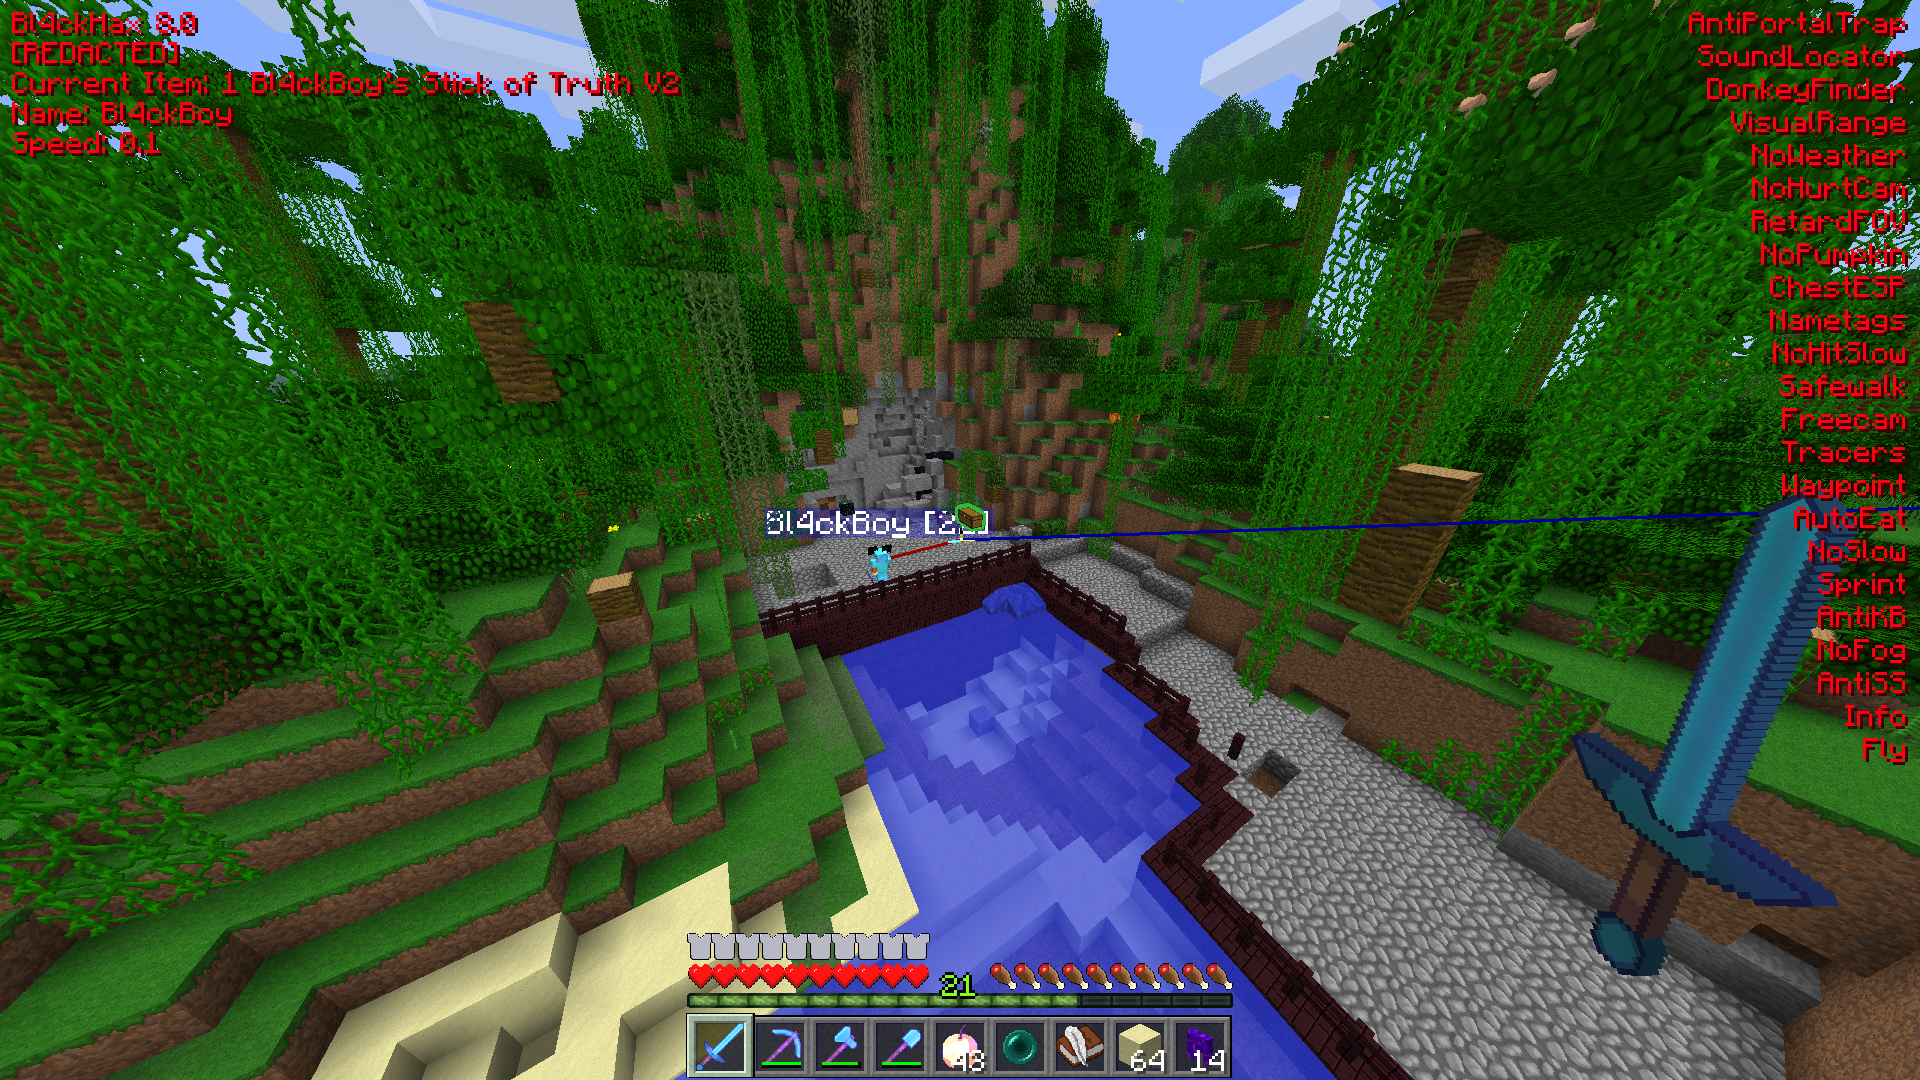 Bl4ckHax 8.0
[REDACTED]
Current Item: 1 Bl4ckBoy's Stick of Truth V2
Name: Bl4ckBoy
Speed: 0.1
AntiPortalTrap
SoundLocator
DonkeyFinder
VisualRange
NoWeather
NoHurtCam
RetardFOV
NoPumpkin
ChestESP
Nametags
NoHitSlow
Safewalk
Freecam
Tracers
Waypoint
AutoEat
NoSlow
Sprint
AntiKB
NoFog
AntiSS
Info
Fly
Bl4ckBoy
21
48
64
14